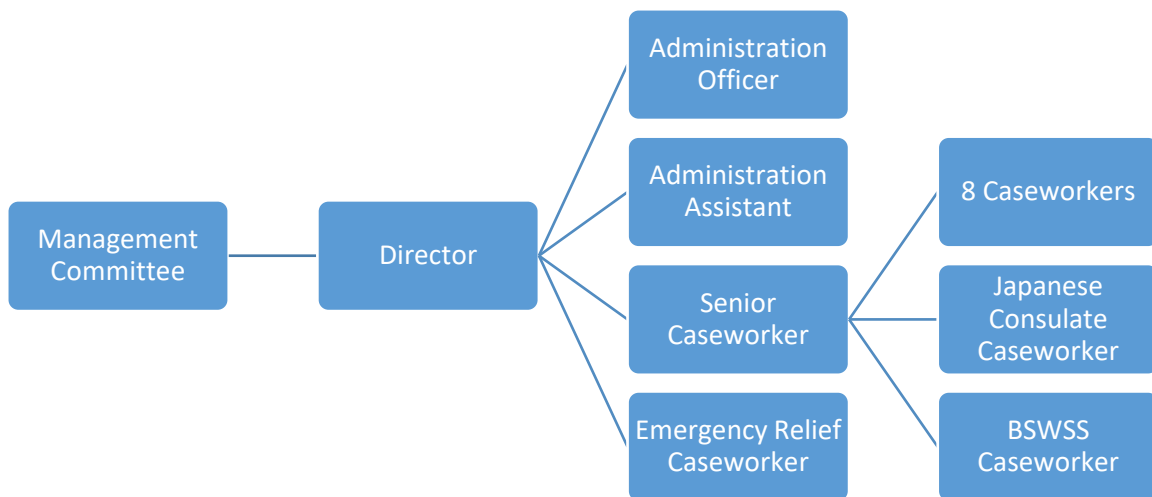 Management
Committee
Director
Administration
Officer
Administration
Assistant
Senior
Caseworker
Emergency Relief
Caseworker
8 Caseworkers
Japanese
Consulate
Caseworker
BSWSS
Caseworker